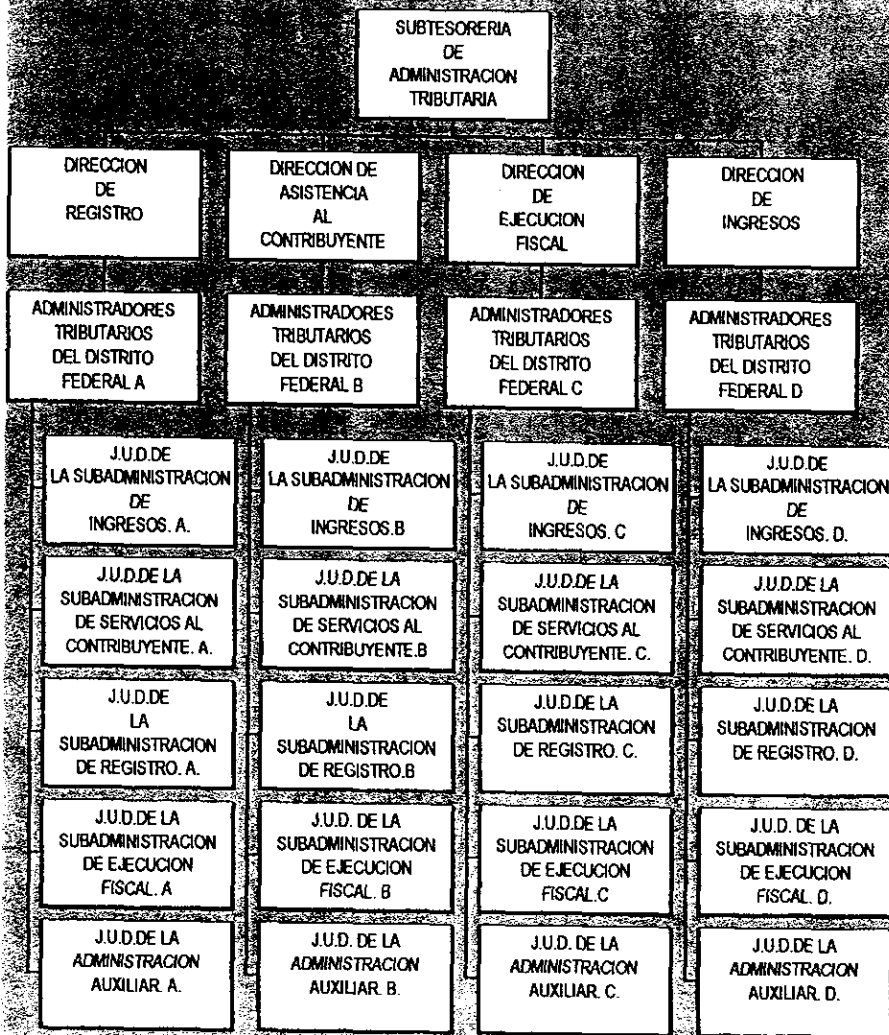 SUBTESORERIA
DE
ADMINISTRACION
TRIBUTARIA
DIRECCION
DE
REGISTRO
DIRECCION DE
ASISTENCIA
AL
CONTRIBUYENTE
DIRECCION
DE
EJECUCION
FISCAL
DIRECCION
DE
INGRESOS
ADMINISTRADORES
TRIBUTARIOS
DEL DISTRITO
FEDERAL A
ADMINISTRADORES
TRIBUTARIOS
DEL DISTRITO
FEDERAL B
ADMINISTRADORES
TRIBUTARIOS
DEL DISTRITO
FEDERAL C
ADMINISTRADORES
TRIBUTARIOS
DEL DISTRITO
FEDERAL D
J.U.D.DE
LA SUBADMINISTRACION
DE
INGRESOS. A.
J.U.D.DE
LA SUBADMINISTRACION
DE
INGRESOS.B
J.U.D.DE
LA SUBADMINISTRACION
DE
INGRESOS. C
J.U.D.DE
LA SUBADMINISTRACION
DE
INGRESOS. D.
J.U.D.DE LA
SUBADMINISTRACION
DE SERVICIOS AL
CONTRIBUYENTE. A.
J.U.D.DE LA
SUBADMINISTRACION
DE SERVICIOS AL
CONTRIBUYENTE.B
J.U.D.DE LA
SUBADMINISTRACION
DE SERVICIOS AL
CONTRIBUYENTE. C.
J.U.D.DE LA
SUBADMINISTRACION
DE SERVICIOS AL
CONTRIBUYENTE. D.
J.U.D.DE
LA
SUBADMINISTRACION
DE REGISTRO. A.
J.U.D.DE
LA
SUBADMINISTRACION
DE REGISTRO.B
J.U.D.DE LA
SUBADMINISTRACION
DE REGISTRO. C.
J.U.D.DE LA
SUBADMINISTRACION
DE REGISTRO. D.
J.U.D.DE LA
SUBADMINISTRACION
DE EJECUCION
FISCAL. A
J.U.D. DE LA
SUBADMINISTRACION
DE EJECUCION
FISCAL. B
J.U.D.DE LA
SUBADMINISTRACION
DE EJECUCION
FISCAL.C
J.U.D. DE LA
SUBADMINISTRACION
DE EJECUCION
FISCAL. D.
J.U.D.DE LA
ADMINISTRACION
AUXILIAR. A.
J.U.D. DE LA
ADMINISTRACION
AUXILIAR. B.
J.U.D. DE LA
ADMINISTRACION
AUXILIAR. C.
J.U.D.DE LA
ADMINISTRACION
AUXILIAR. D.